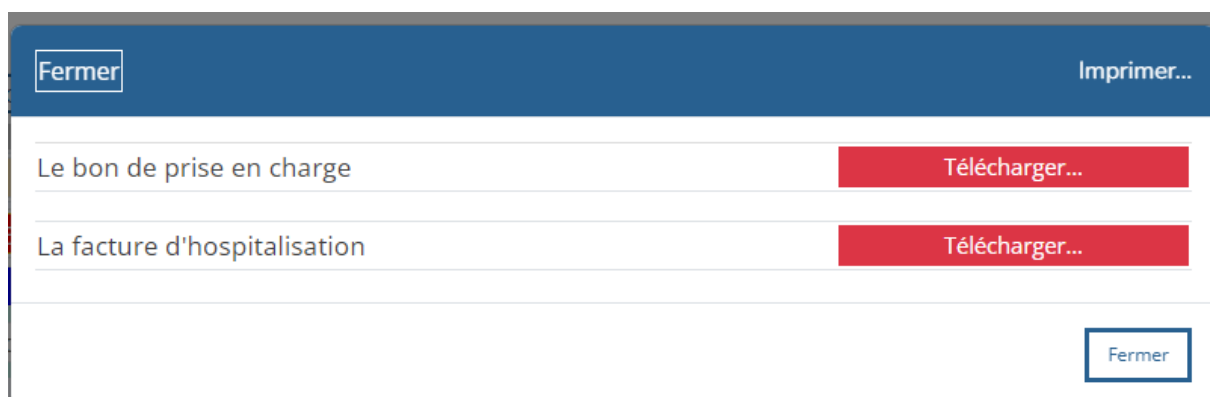 Fermer
Imprimer...
Le bon de prise en charge
Télécharger...
La facture d'hospitalisation
Télécharger...
Fermer